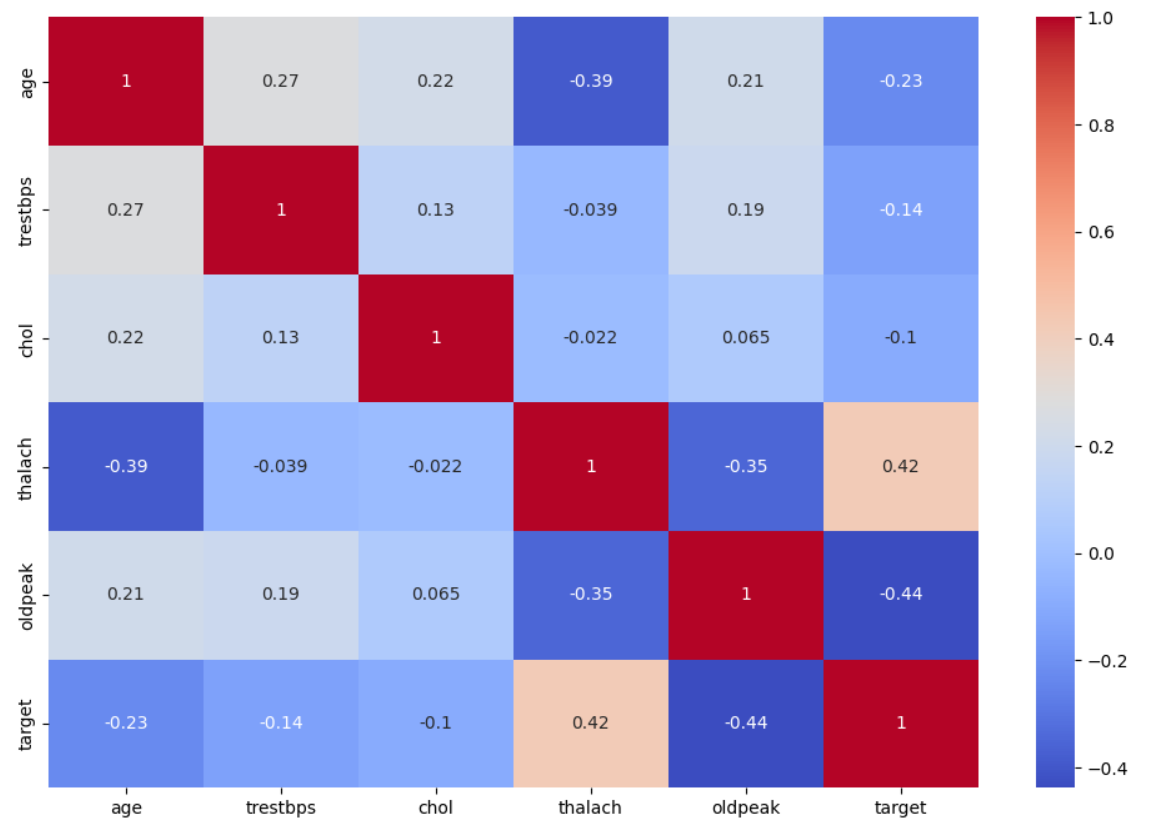 age 1 0.27 0.22 -0.39 0.21 -0.23
trestbps 0.27 1 0.13 -0.039 0.19 -0.14
chol 0.22 0.13 1 -0.022 0.065 -0.1
thalach -0.39 -0.039 -0.022 1 -0.35 0.42
oldpeak 0.21 0.19 0.065 -0.35 1 -0.44
target -0.23 -0.14 -0.1 0.42 -0.44 1
age trestbps chol thalach oldpeak target
1.0
0.8
0.6
0.4
0.2
0.0
−0.2
−0.4